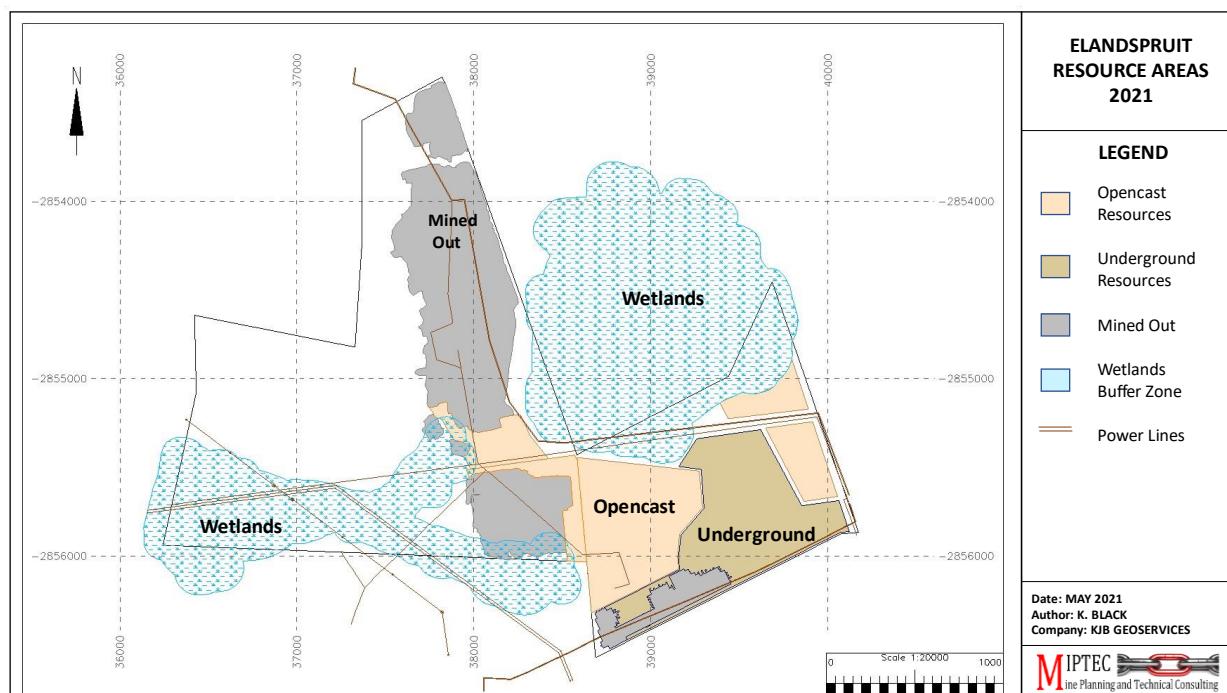 N
36000
37000
38000
39000
40000
-2854000
-2854000
-2855000
-2855000
-2856000
-2856000
36000
37000
38000
39000
40000
Mined
Out
Wetlands
Wetlands
Opencast
Underground
Scale 1:20000
0
1000
ELANDSPRUIT
RESOURCE AREAS
2021
LEGEND
Opencast
Resources
Underground
Resources
Mined Out
Wetlands
Buffer Zone
Power Lines
Date: MAY 2021
Author: K. BLACK
Company: KJB GEOSERVICES
MIPTEC
ine Planning and Technical Consulting